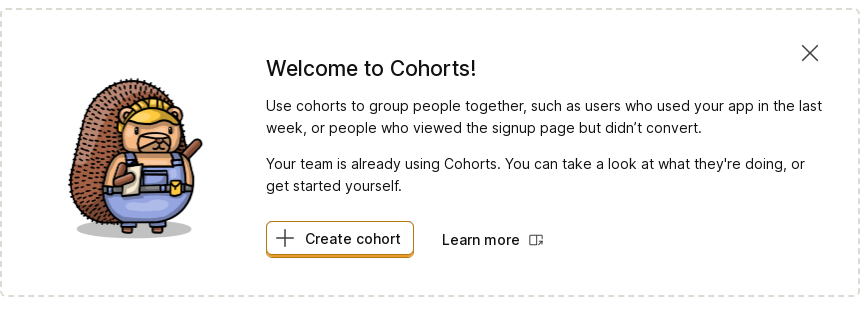 Welcome to Cohorts!
Use cohorts to group people together, such as users who used your app in the last
week, or people who viewed the signup page but didn’t convert.
Your team is already using Cohorts. You can take a look at what they're doing, or
get started yourself.
Create cohort
Learn more